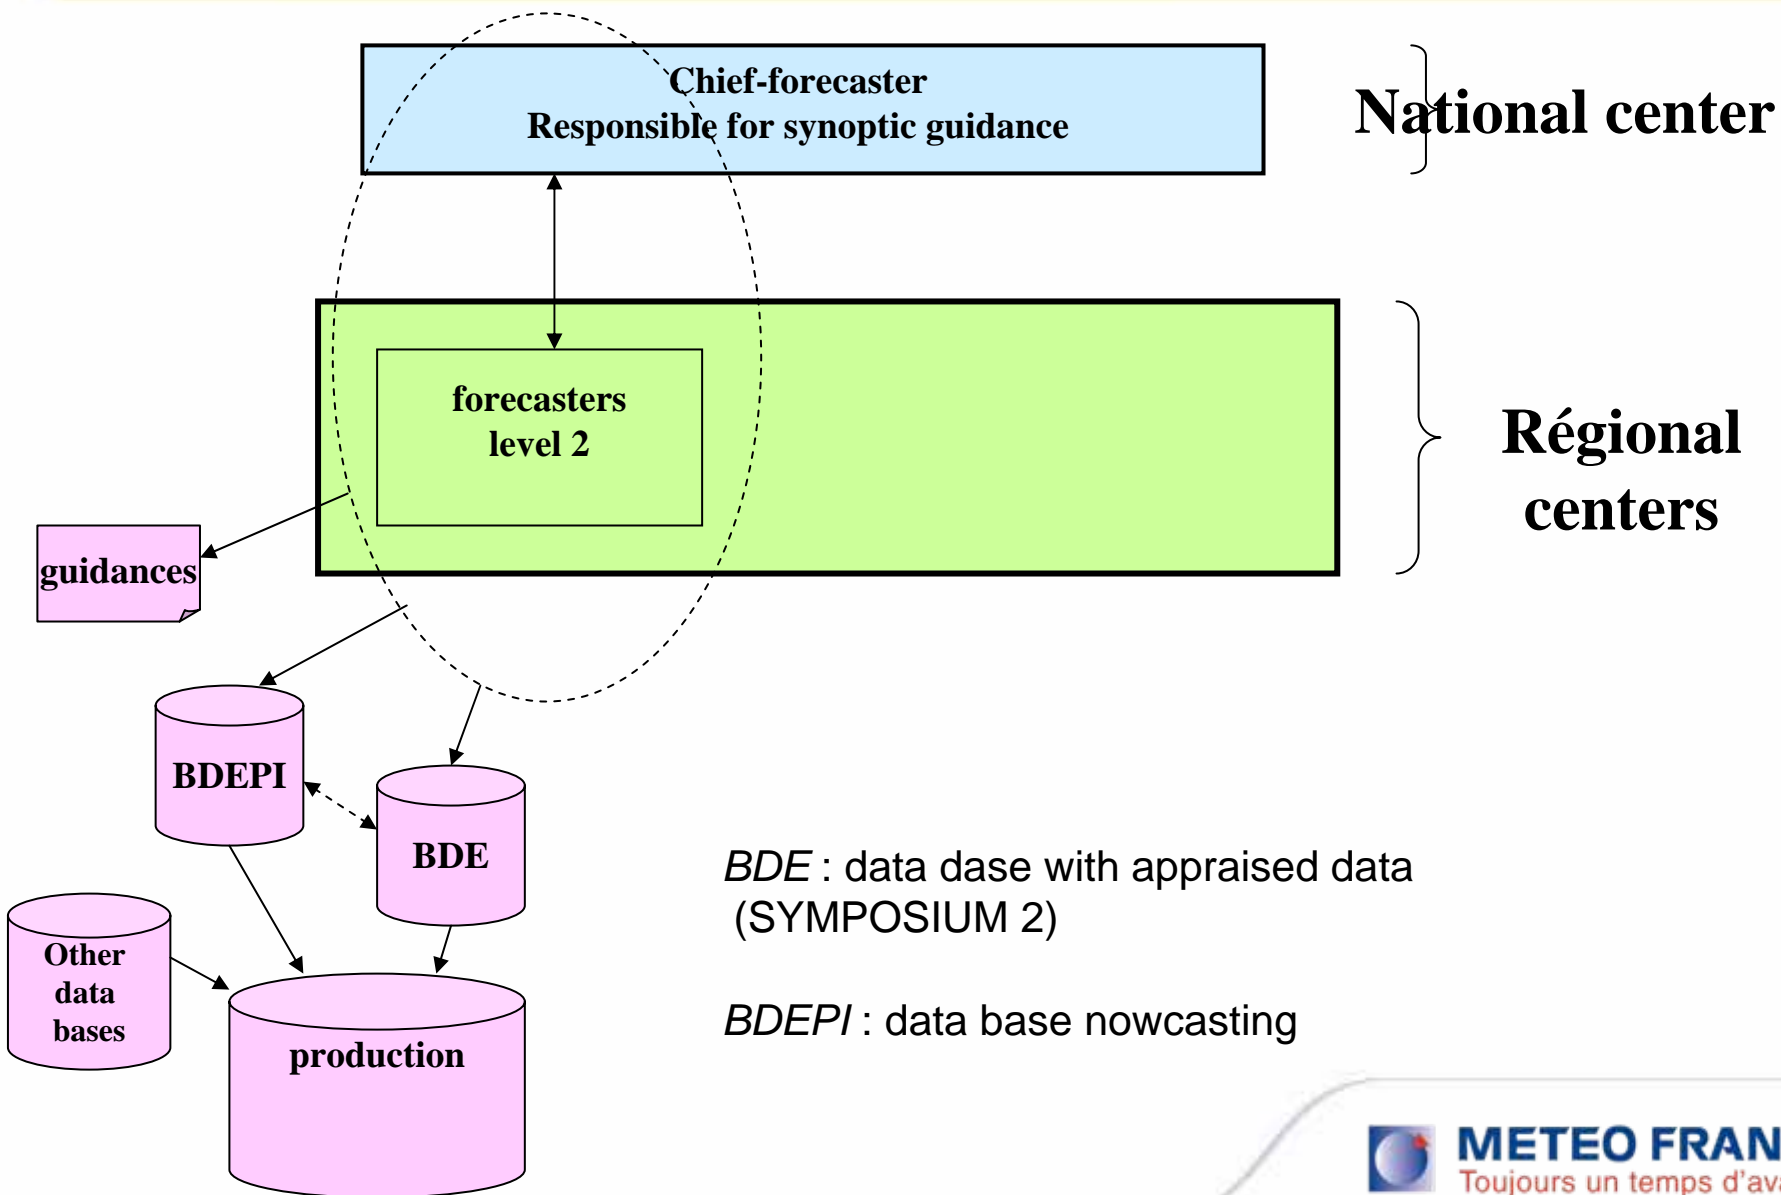 Chief-forecaster
Responsible for synoptic guidance
National center
forecasters
level 2
Régional
centers
guidances
BDEPI
BDE
Other
data
bases
production
BDE : data dase with appraised data
(SYMPOSIUM 2)
BDEPI : data base nowcasting
METEO FRAN
Toujours un temps d'ava